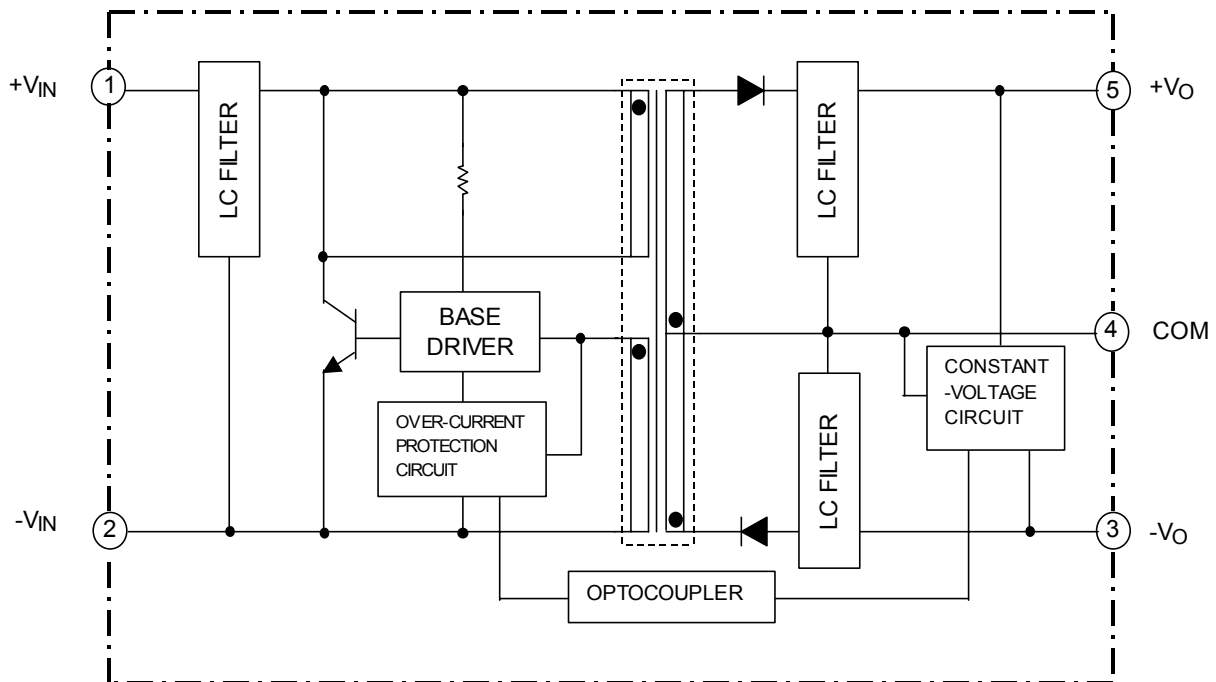 +VIN
1
LC FILTER
LC FILTER
5
+VO
BASE
DRIVER
4
COM
CONSTANT
-VOLTAGE
CIRCUIT
OVER-CURRENT
PROTECTION
CIRCUIT
LC FILTER
-VIN
2
3
-VO
OPTOCOUPLER